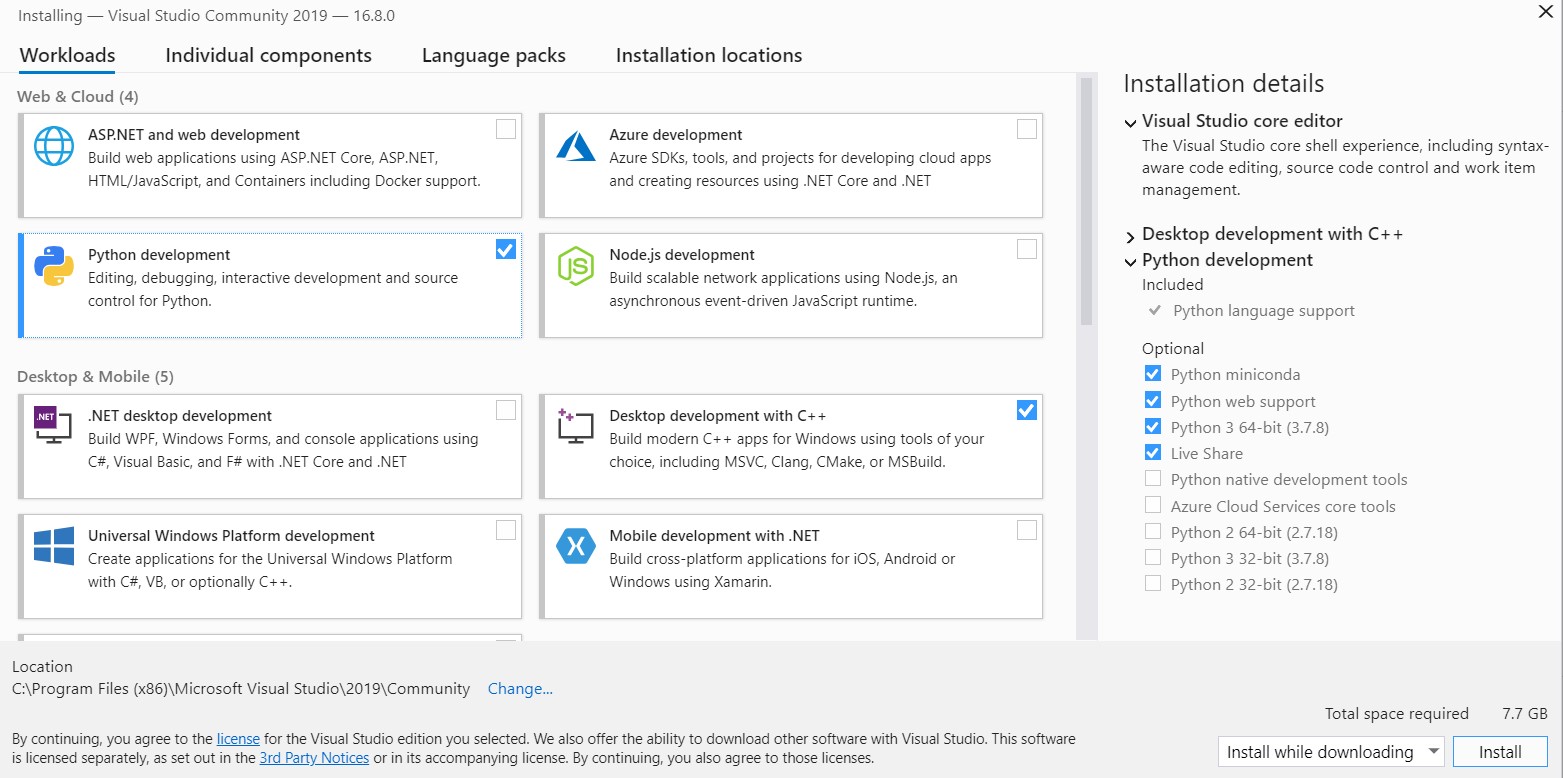 Installing — Visual Studio Community 2019 — 16.8.0
Workloads
Individual components
Language packs
Installation locations
Web & Cloud (4)
ASP.NET and web development
Build web applications using ASP.NET Core, ASP.NET,
HTML/JavaScript, and Containers including Docker support.
Azure development
Azure SDKs, tools, and projects for developing cloud apps
and creating resources using .NET Core and .NET
Python development
Editing, debugging, interactive development and source
control for Python.
JS
Node.js development
Build scalable network applications using Node.js, an
asynchronous event-driven JavaScript runtime.
Desktop & Mobile (5)
.NET
.NET desktop development
Build WPF, Windows Forms, and console applications using
C#, Visual Basic, and F# with .NET Core and .NET
Desktop development with C++
Build modern C++ apps for Windows using tools of your
choice, including MSVC, Clang, CMake, or MSBuild.
Universal Windows Platform development
Create applications for the Universal Windows Platform
with C#, VB, or optionally C++.
Mobile development with .NET
Build cross-platform applications for iOS, Android or
Windows using Xamarin.
Installation details
Visual Studio core editor
The Visual Studio core shell experience, including syntax-
aware code editing, source code control and work item
management.
Desktop development with C++
Python development
Included
Python language support
Optional
Python miniconda
Python web support
Python 3 64-bit (3.7.8)
Live Share
Python native development tools
Azure Cloud Services core tools
Python 2 64-bit (2.7.18)
Python 3 32-bit (3.7.8)
Python 2 32-bit (2.7.18)
Location
C:\Program Files (x86)\Microsoft Visual Studio\2019\Community Change...
Total space required 7.7 GB
By continuing, you agree to the license for the Visual Studio edition you selected. We also offer the ability to download other software with Visual Studio. This software
is licensed separately, as set out in the 3rd Party Notices or in its accompanying license. By continuing, you also agree to those licenses.
Install while downloading
Install